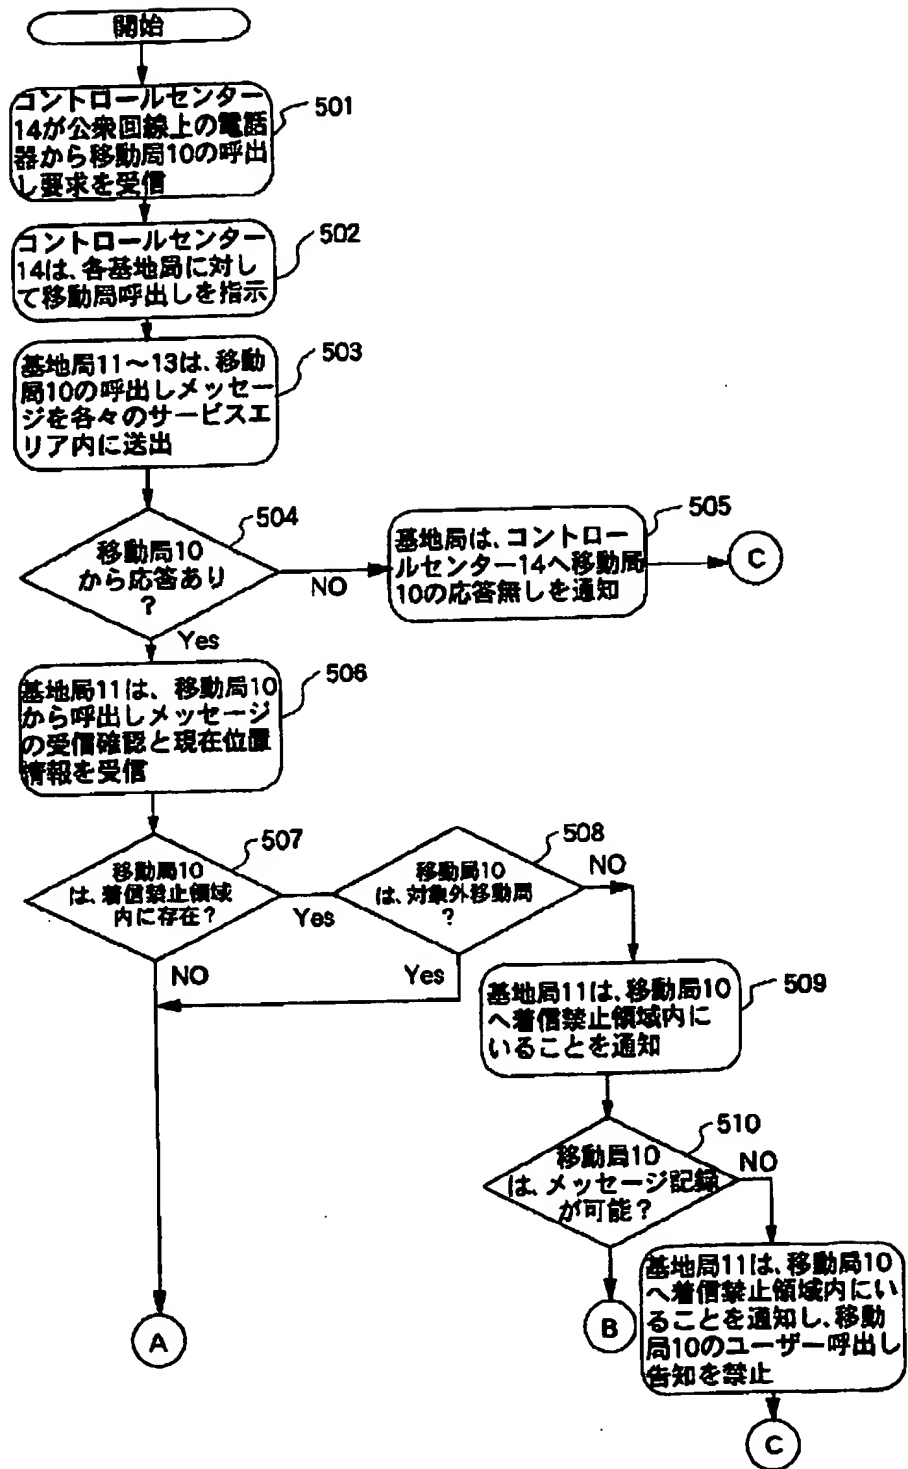 開始
コントロールセンター
14が公衆回線上の電話
器から移動局10の呼出
し要求を受信
501
コントロールセンター
14は、各基地局に対し
て移動局呼出しを指示
502
基地局11～13は、移動
局10の呼出しメッセー
ジを各々のサービスエ
リア内に送出
503
移動局10
から応答あり
?
504
NO
基地局は、コントロー
ルセンター14へ移動局
10の応答無しを通知
505
C
Yes
基地局11は、移動局10
から呼出しメッセージ
の受信確認と現在位置
情報を受信
506
移動局10
は、着信禁止領域
内に存在?
507
Yes
移動局10
は、対象外移動局
?
508
NO
NO
Yes
基地局11は、移動局10
へ着信禁止領域内に
いることを通知
509
移動局10
は、メッセージ記録
が可能?
510
NO
基地局11は、移動局10
へ着信禁止領域内にい
ることを通知し、移動
局10のユーザー呼出し
告知を禁止
A
B
C